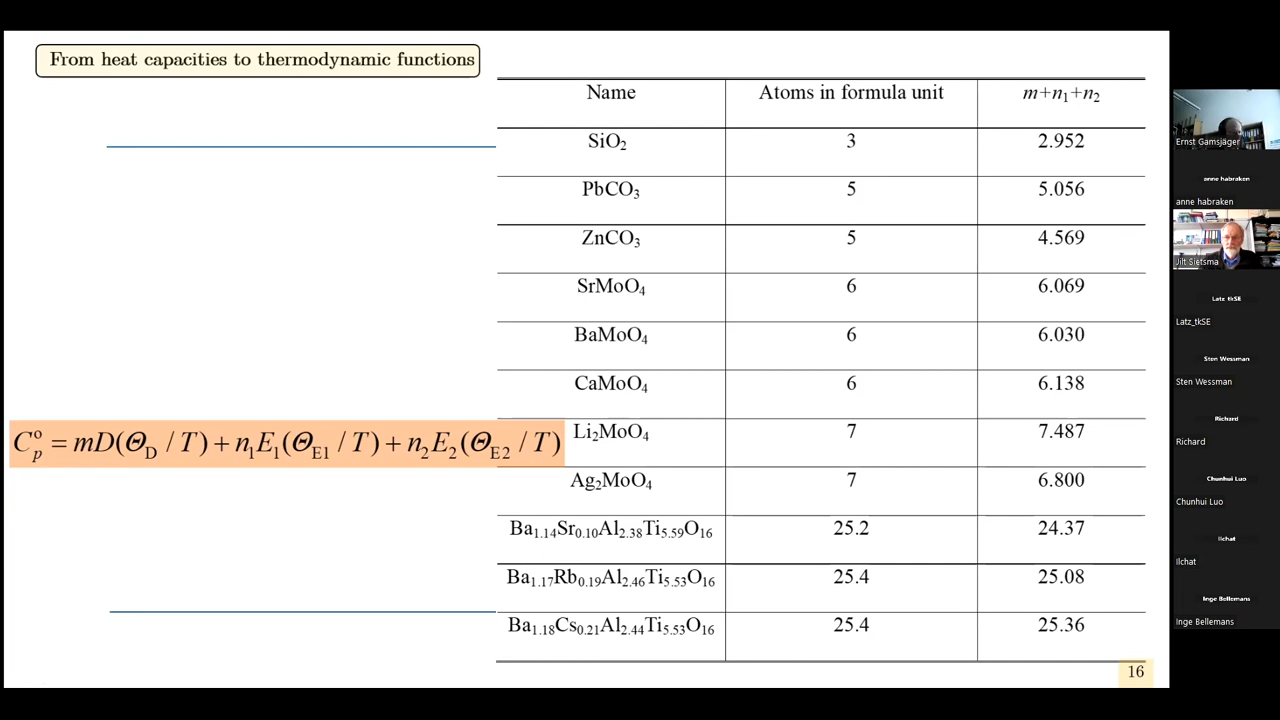 From heat capacities to thermodynamic functions
Name Atoms in formula unit m+n₁+n₂
SiO₂ 3 2.952
PbCO₃ 5 5.056
ZnCO₃ 5 4.569
SrMoO₄ 6 6.069
BaMoO₄ 6 6.030
CaMoO₄ 6 6.138
Li₂MoO₄ 7 7.487
Ag₂MoO₄ 7 6.800
Ba₁.₁₄Sr₀.₁₀Al₂.₃₈Ti₅.₅₉O₁₆ 25.2 24.37
Ba₁.₁₇Rb₀.₁₉Al₂.₄₆Ti₅.₅₃O₁₆ 25.4 25.08
Ba₁.₁₈Cs₀.₂₁Al₂.₄₄Ti₅.₅₃O₁₆ 25.4 25.36
Cₚᵒ = mD(Θ_D / T) + n₁E₁(Θ_E1 / T) + n₂E₂(Θ_E2 / T)
16
Ernst Gamsjäger
anne habraken
anne habraken
Jilt Sietsma
Latz_tkSE
Latz_tkSE
Sten Wessman
Sten Wessman
Richard
Richard
Chunhui Luo
Chunhui Luo
Ilchat
Ilchat
Inge Bellemans
Inge Bellemans